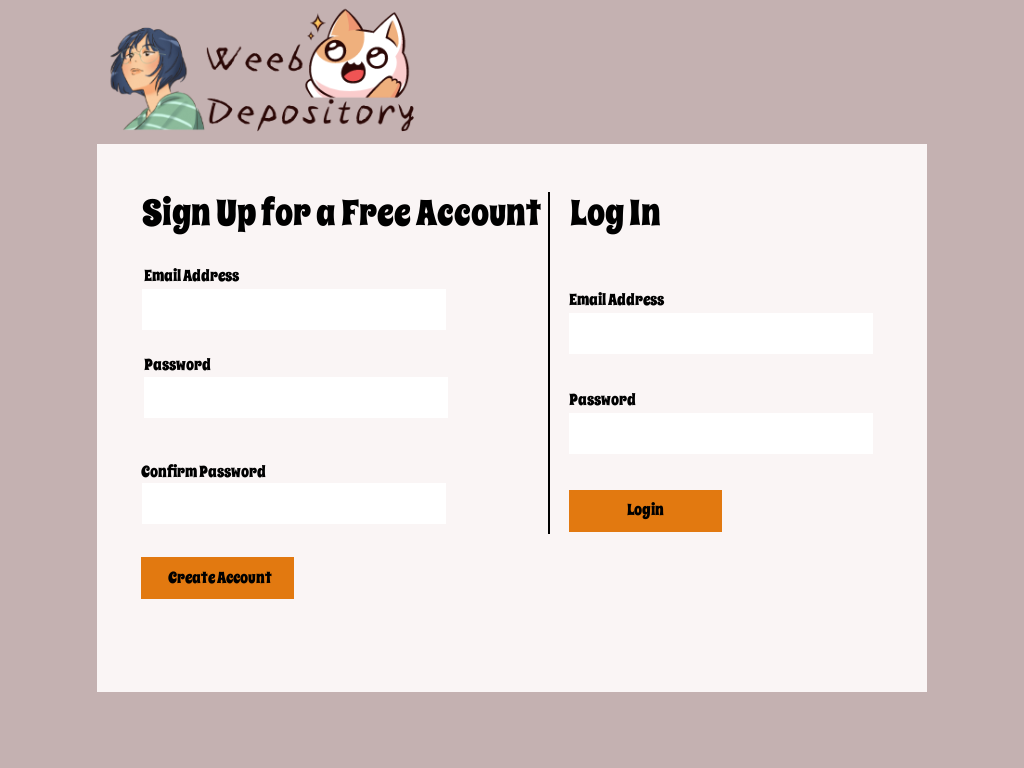 Weeb
Depository
Sign Up for a Free Account
Email Address
Password
Confirm Password
Create Account
Log In
Email Address
Password
Login